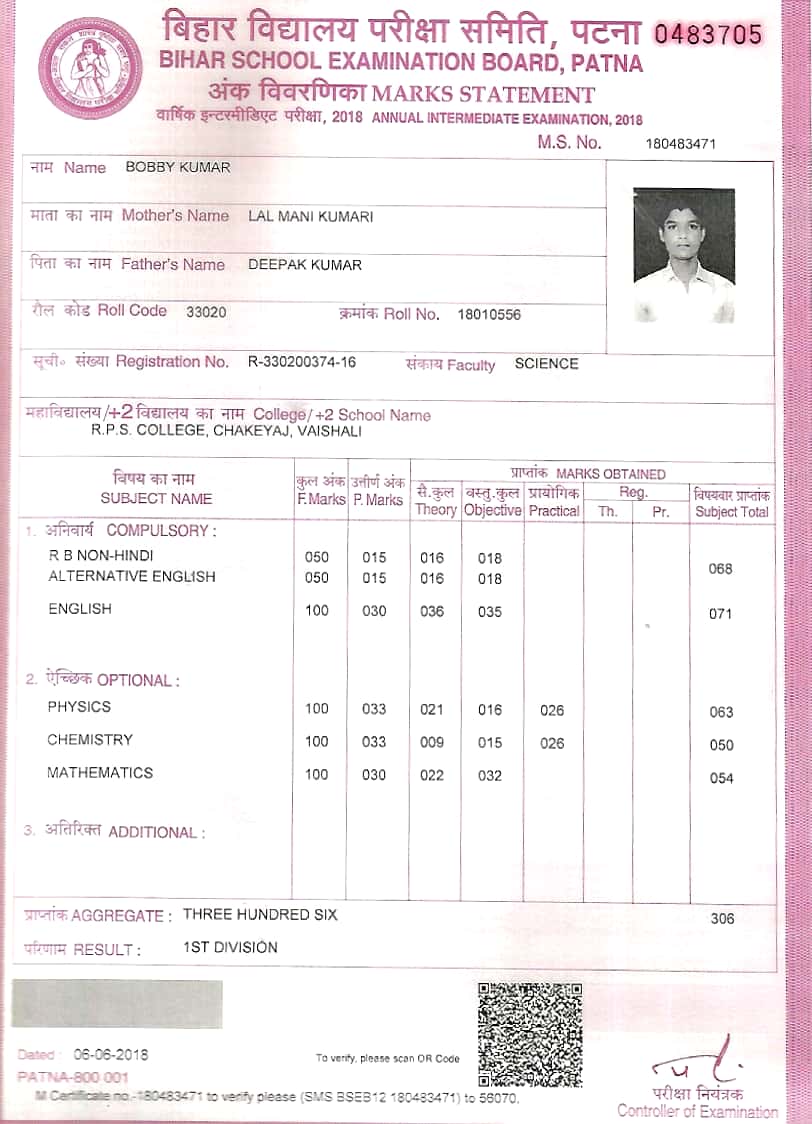 बिहार विद्यालय परीक्षा समिति, पटना 0483705
BIHAR SCHOOL EXAMINATION BOARD, PATNA
अंक विवरणिका MARKS STATEMENT
वार्षिक इन्टरमीडिएट परीक्षा, 2018 ANNUAL INTERMEDIATE EXAMINATION, 2018
M.S. No. 180483471
नाम Name BOBBY KUMAR
माता का नाम Mother's Name LAL MANI KUMARI
पिता का नाम Father's Name DEEPAK KUMAR
रौल कोड Roll Code 33020 क्रमांक Roll No. 18010556
सूची० संख्या Registration No. R-330200374-16 संकाय Faculty SCIENCE
महाविद्यालय/+2 विद्यालय का नाम College/+2 School Name
R.P.S. COLLEGE, CHAKEYAJ, VAISHALI
विषय का नाम कुल अंक उत्तीर्ण अंक प्राप्तांक MARKS OBTAINED
SUBJECT NAME F.Marks P. Marks सै.कुल वस्तु.कुल प्रायोगिक Reg. विषयवार प्राप्तांक
Theory Objective Practical Th. Pr. Subject Total
1. अनिवार्य COMPULSORY :
R B NON-HINDI 050 015 016 018
068
ALTERNATIVE ENGLISH 050 015 016 018
ENGLISH 100 030 036 035 071
2. ऐच्छिक OPTIONAL :
PHYSICS 100 033 021 016 026 063
CHEMISTRY 100 033 009 015 026 050
MATHEMATICS 100 030 022 032 054
3. अतिरिक्त ADDITIONAL :
प्राप्तांक AGGREGATE : THREE HUNDRED SIX 306
परिणाम RESULT : 1ST DIVISION
Dated : 06-06-2018 To verify, please scan QR Code
PATNA-800 001
M Certificate no.-180483471 to verify please (SMS BSEB12 180483471) to 56070.
परीक्षा नियंत्रक
Controller of Examination